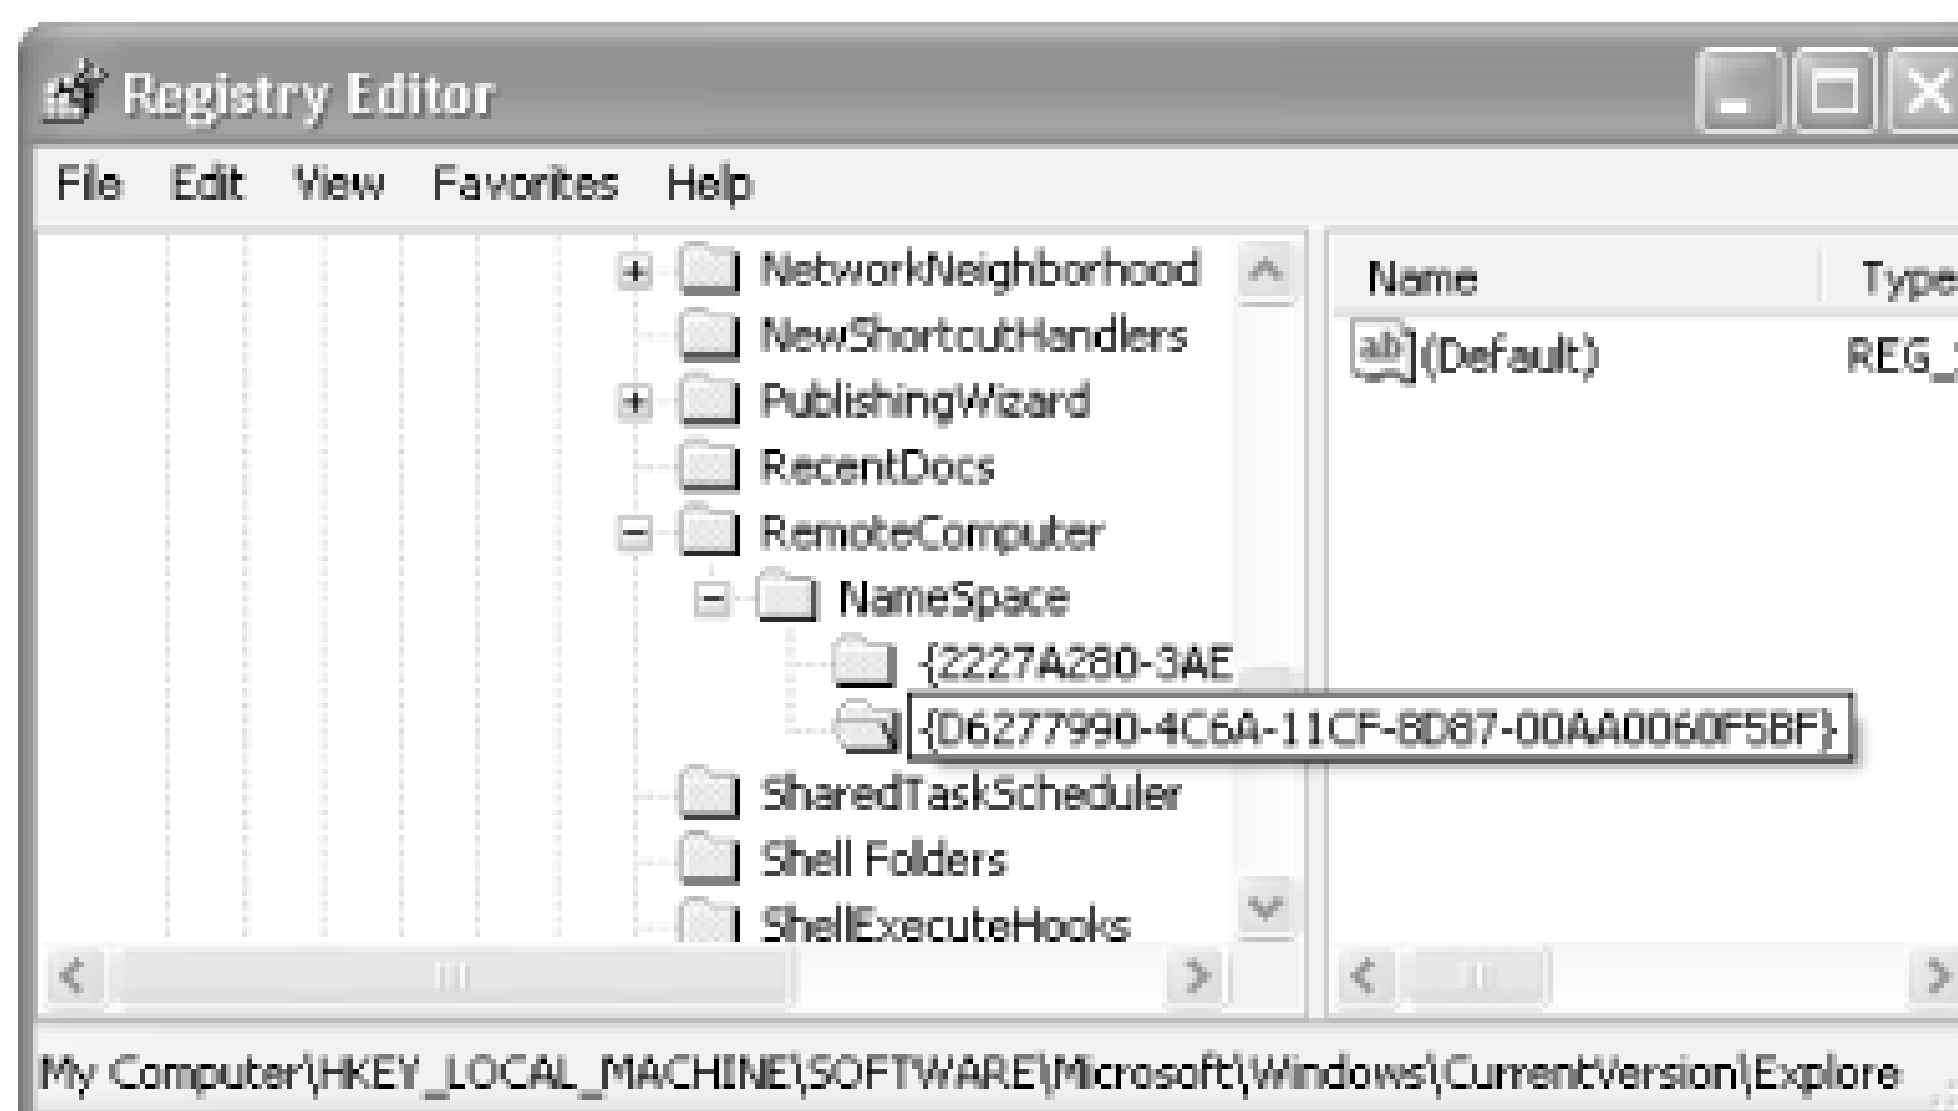 Registry Editor
File Edit View Favorites Help
NetworkNeighborhood
NewShortcutHandlers
PublishingWizard
RecentDocs
RemoteComputer
NameSpace
{2227A280-3AE
{D6277990-4C6A-11CF-8D87-00AA0060F5BF}
SharedTaskScheduler
Shell Folders
ShellExecuteHooks
Name Type
ab (Default) REG_
My Computer\HKEY_LOCAL_MACHINE\SOFTWARE\Microsoft\Windows\CurrentVersion\Explore